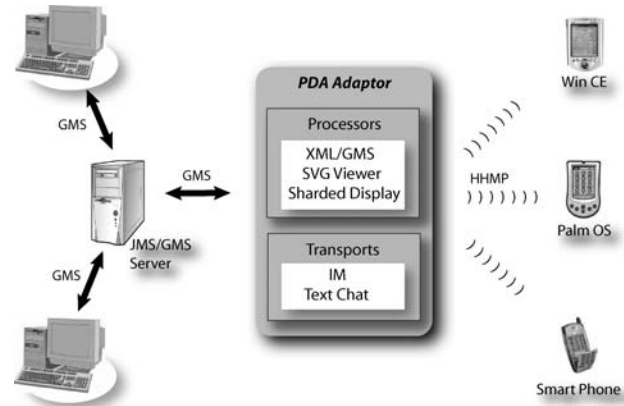 GMS
JMS/GMS
Server
GMS
GMS
PDA Adaptor
Processors
XML/GMS
SVG Viewer
Sharded Display
Transports
IM
Text Chat
HHMP
Win CE
Palm OS
Smart Phone